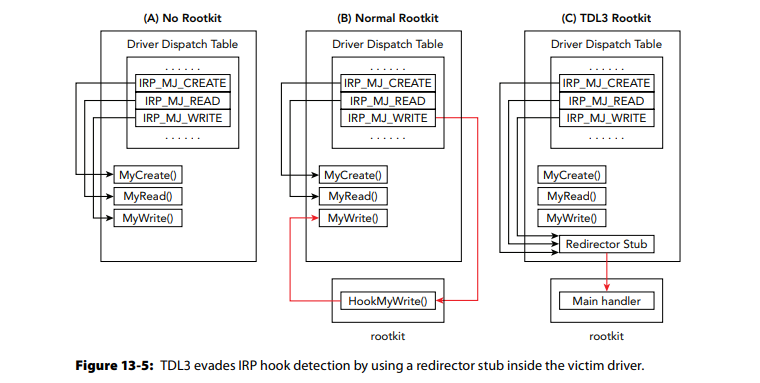 (A) No Rootkit
Driver Dispatch Table
. . . . . .
IRP_MJ_CREATE
IRP_MJ_READ
IRP_MJ_WRITE
. . . . . .
MyCreate()
MyRead()
MyWrite()
(B) Normal Rootkit
Driver Dispatch Table
. . . . . .
IRP_MJ_CREATE
IRP_MJ_READ
IRP_MJ_WRITE
. . . . . .
MyCreate()
MyRead()
MyWrite()
HookMyWrite()
rootkit
(C) TDL3 Rootkit
Driver Dispatch Table
. . . . . .
IRP_MJ_CREATE
IRP_MJ_READ
IRP_MJ_WRITE
. . . . . .
MyCreate()
MyRead()
MyWrite()
Redirector Stub
Main handler
rootkit
Figure 13-5: TDL3 evades IRP hook detection by using a redirector stub inside the victim driver.